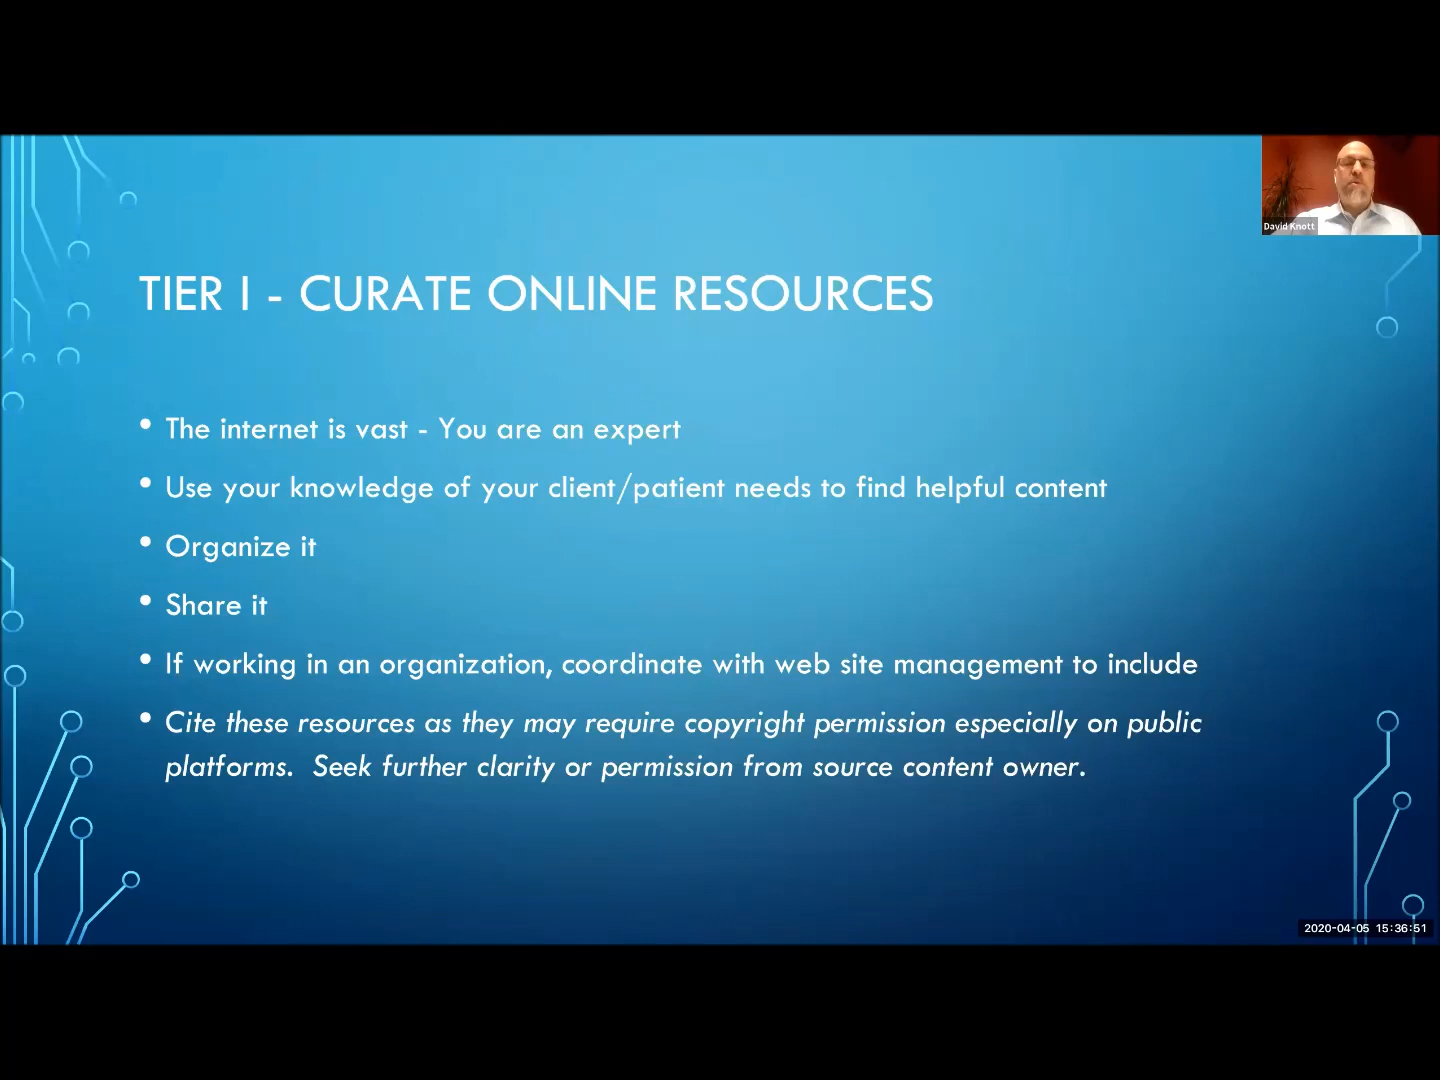 David Knott
TIER I - CURATE ONLINE RESOURCES
• The internet is vast - You are an expert
• Use your knowledge of your client/patient needs to find helpful content
• Organize it
• Share it
• If working in an organization, coordinate with web site management to include
• Cite these resources as they may require copyright permission especially on public
platforms.  Seek further clarity or permission from source content owner.
2020-04-05 15:36:51